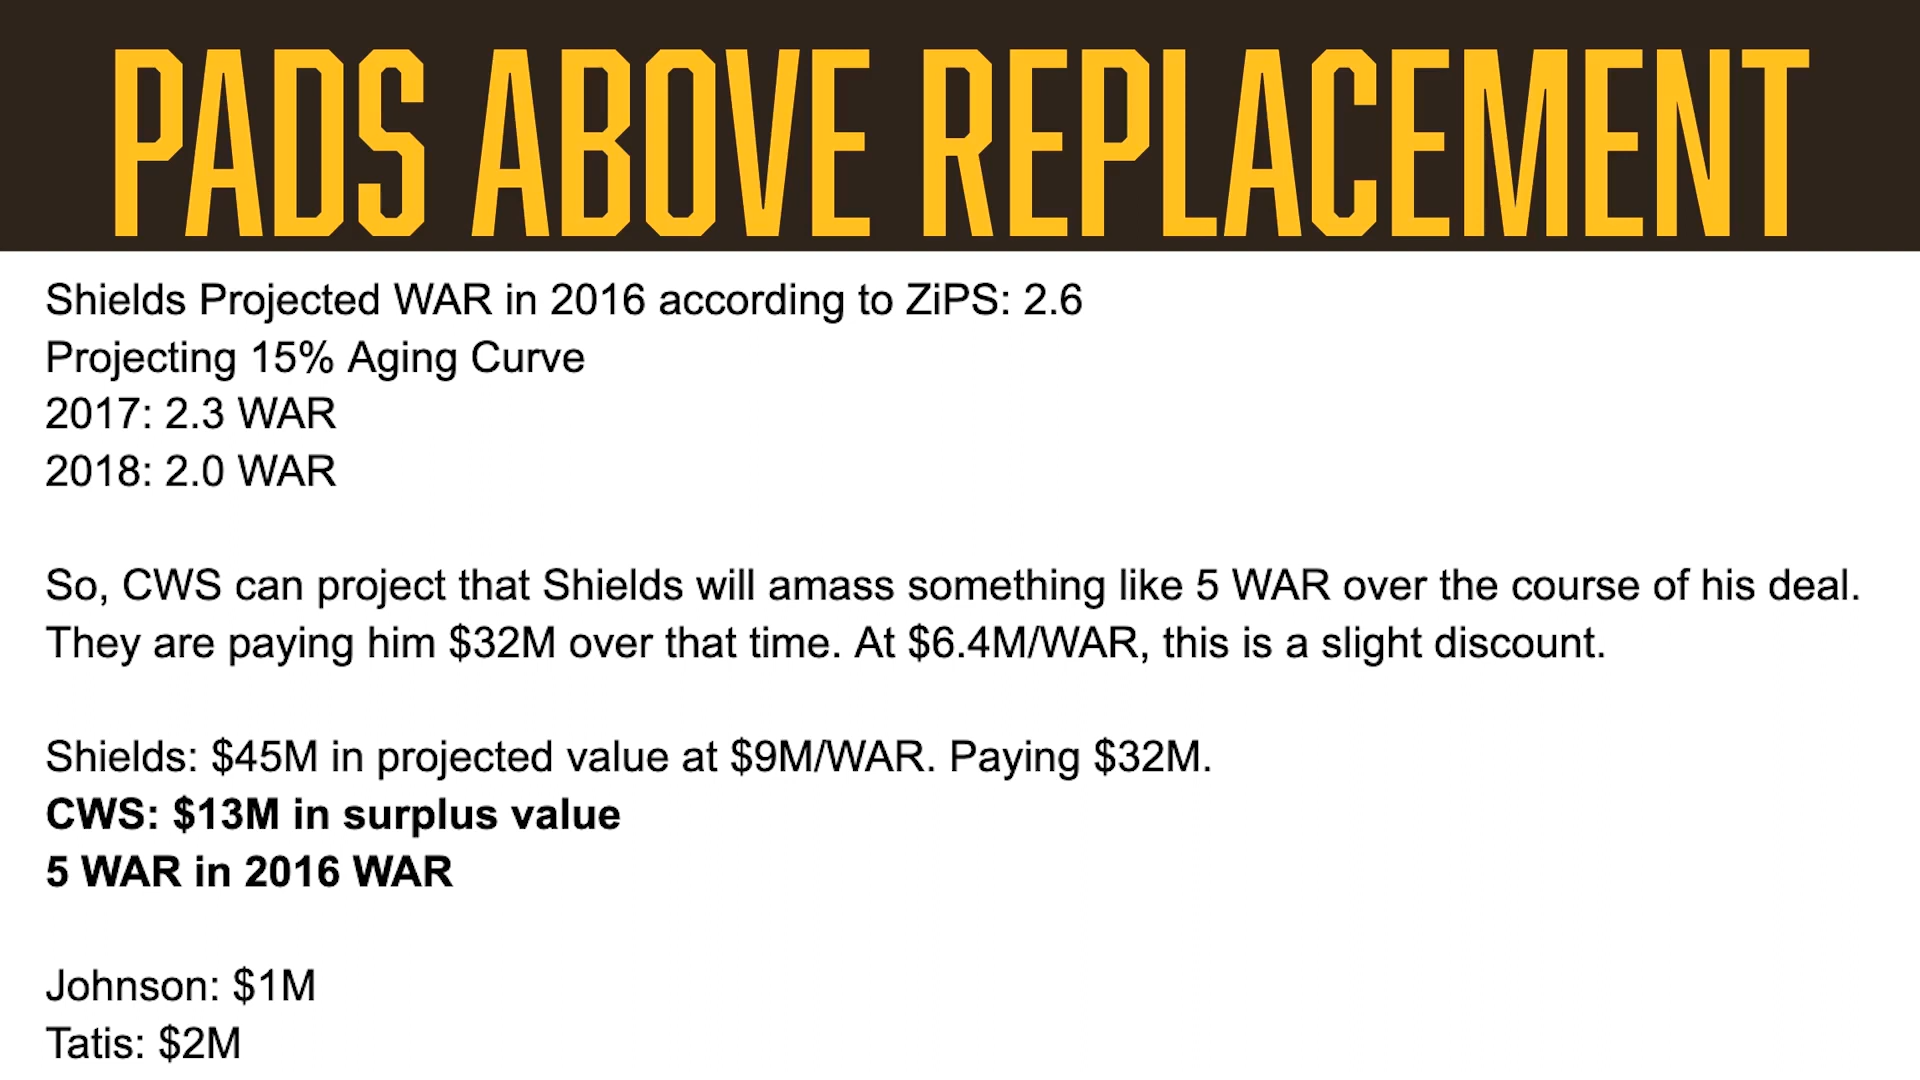 PADS ABOVE REPLACEMENT
Shields Projected WAR in 2016 according to ZiPS: 2.6
Projecting 15% Aging Curve
2017: 2.3 WAR
2018: 2.0 WAR
So, CWS can project that Shields will amass something like 5 WAR over the course of his deal.
They are paying him $32M over that time. At $6.4M/WAR, this is a slight discount.
Shields: $45M in projected value at $9M/WAR. Paying $32M.
CWS: $13M in surplus value
5 WAR in 2016 WAR
Johnson: $1M
Tatis: $2M